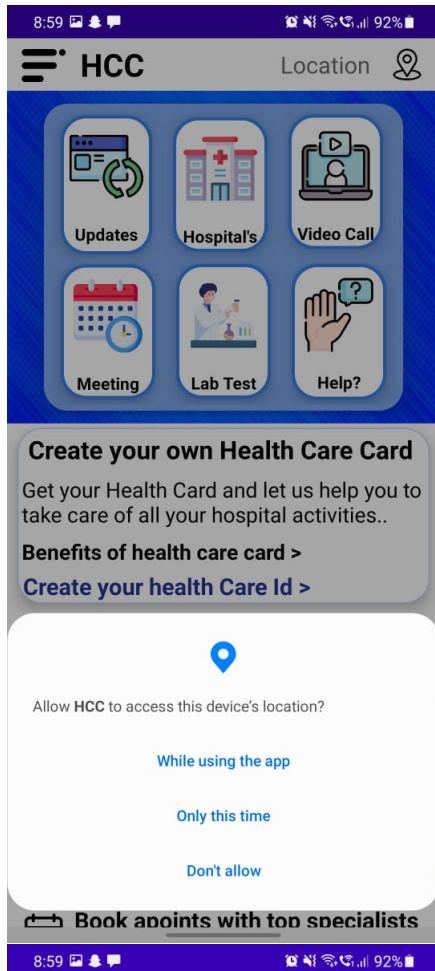 8:59 92%
HCC Location
Updates Hospital's Video Call
Meeting Lab Test Help?
Create your own Health Care Card
Get your Health Card and let us help you to
take care of all your hospital activities..
Benefits of health care card >
Create your health Care Id >
Allow HCC to access this device's location?
While using the app
Only this time
Don't allow
Book apoints with top specialists
8:59 92%